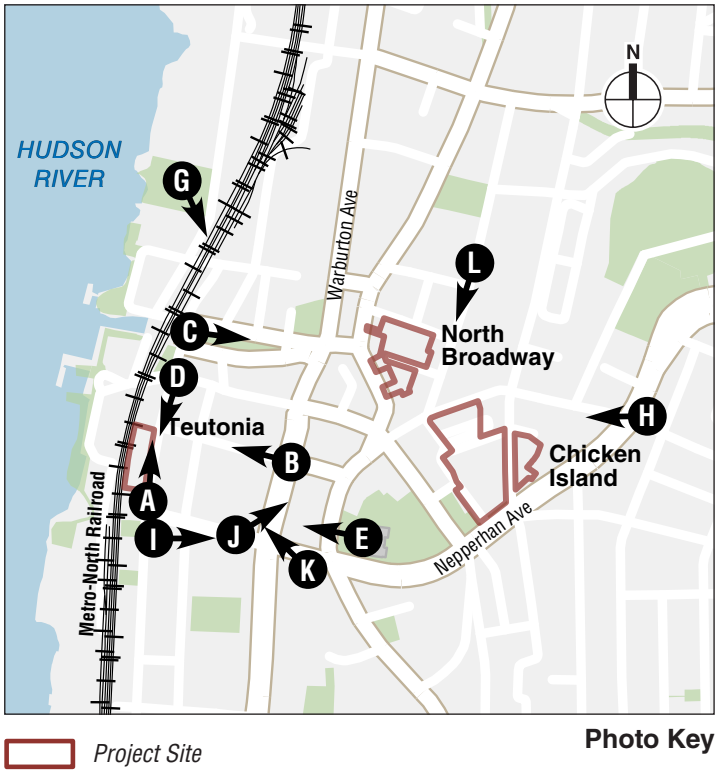 N
HUDSON
RIVER
G
Warburton Ave
L
C
North
Broadway
D
Teutonia
H
B
Chicken
Island
A
Metro-North Railroad
I
J
E
Nepperhan Ave
K
Photo Key
Project Site